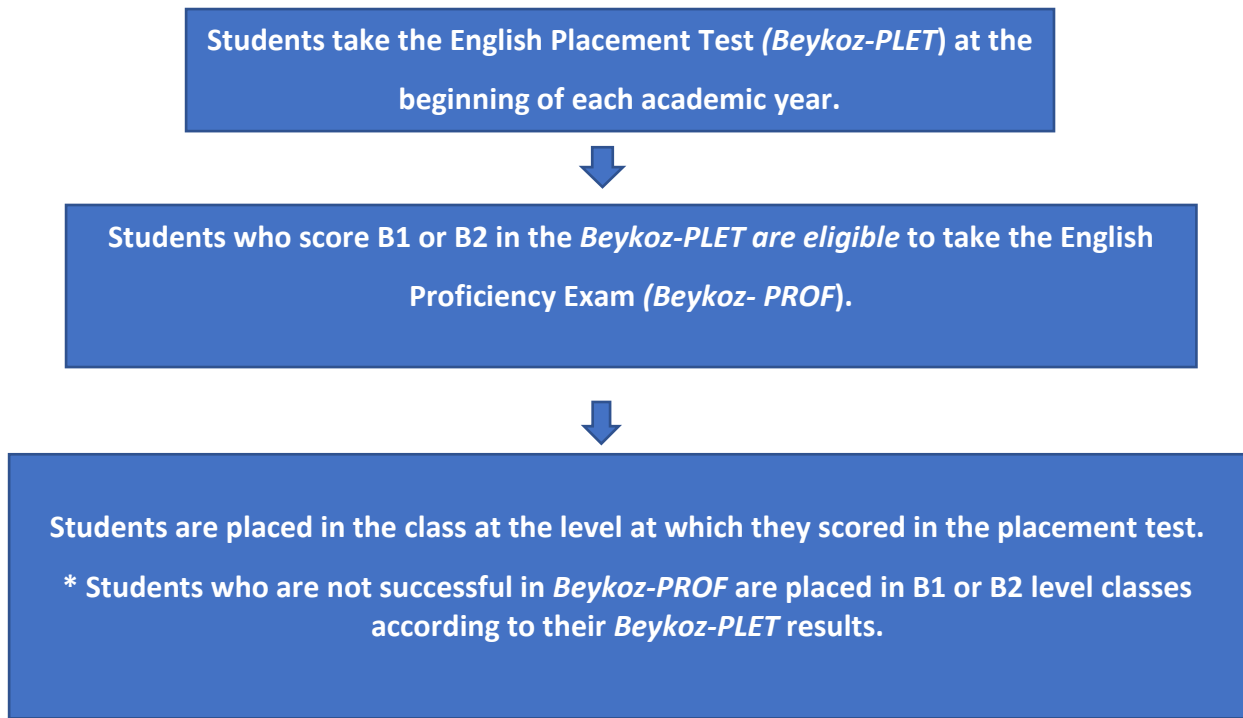 Students take the English Placement Test (Beykoz-PLET) at the
beginning of each academic year.
Students who score B1 or B2 in the Beykoz-PLET are eligible to take the English
Proficiency Exam (Beykoz- PROF).
Students are placed in the class at the level at which they scored in the placement test.
* Students who are not successful in Beykoz-PROF are placed in B1 or B2 level classes
according to their Beykoz-PLET results.